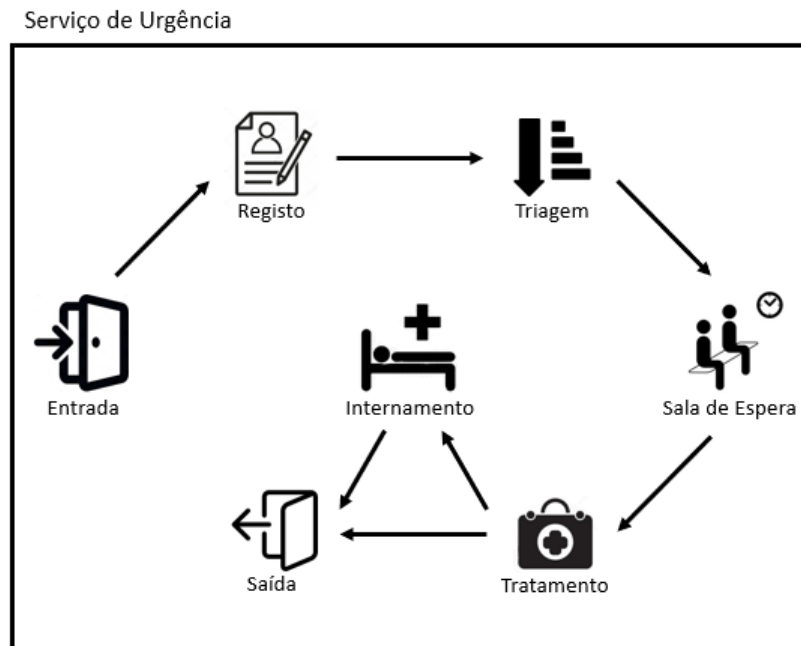 Serviço de Urgência
Registo
Triagem
Entrada
Internamento
Sala de Espera
Saída
Tratamento